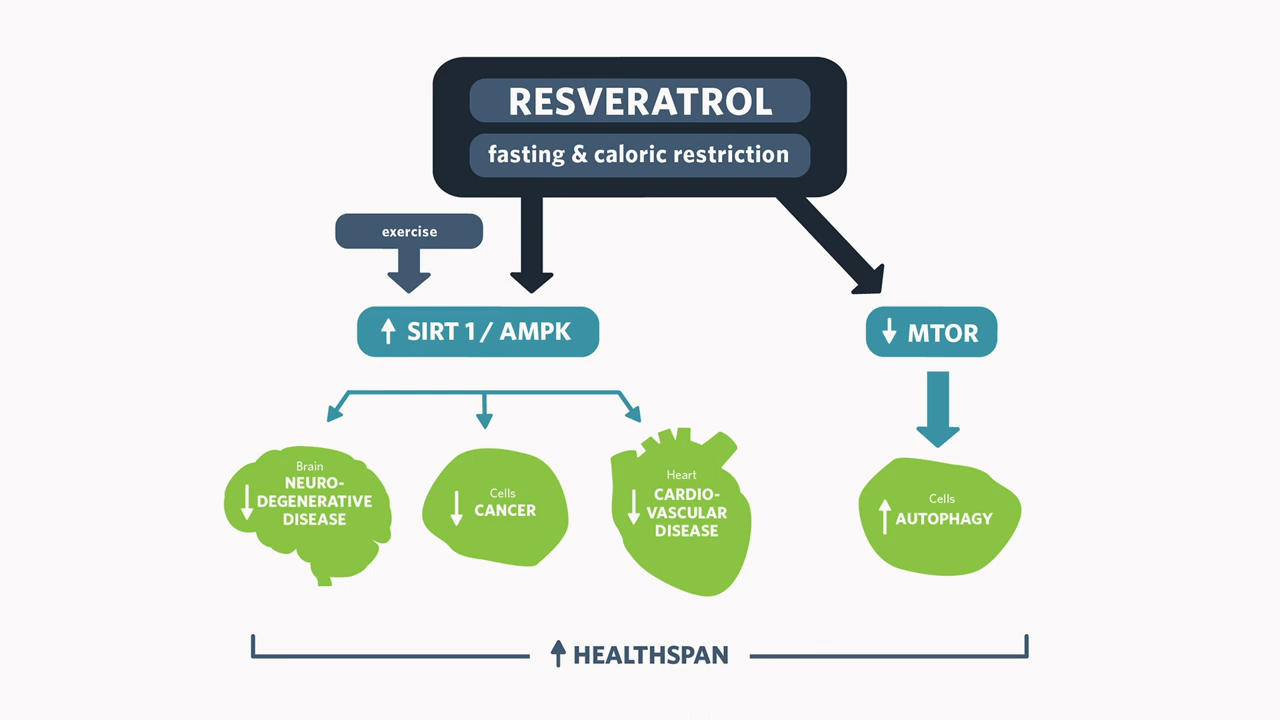 RESVERATROL
fasting & caloric restriction
exercise
SIRT 1 / AMPK
MTOR
Brain
NEURO-
DEGENERATIVE
DISEASE
Cells
CANCER
Heart
CARDIO-
VASCULAR
DISEASE
Cells
AUTOPHAGY
HEALTHSPAN